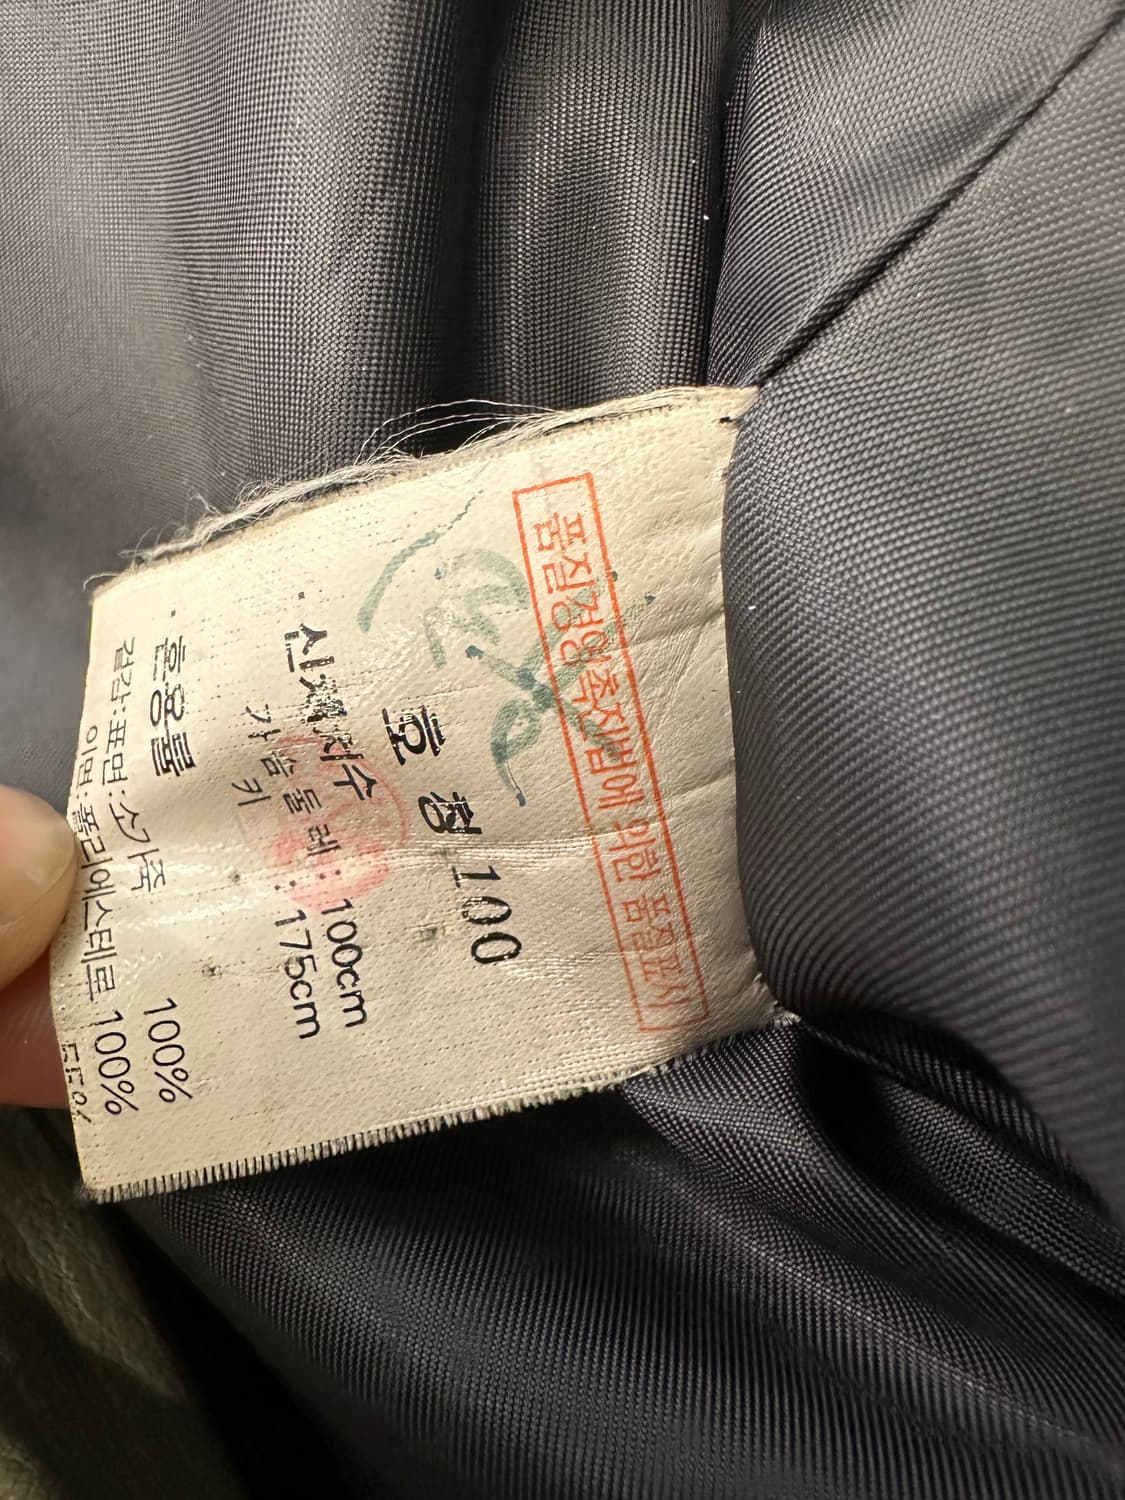 품질경영촉진법에 의한 품질표시
호칭 100
신체치수
가슴둘레:100cm
키 :175cm
혼용률
겉감:표면:소가죽 100%
이면:폴리에스테르 100%